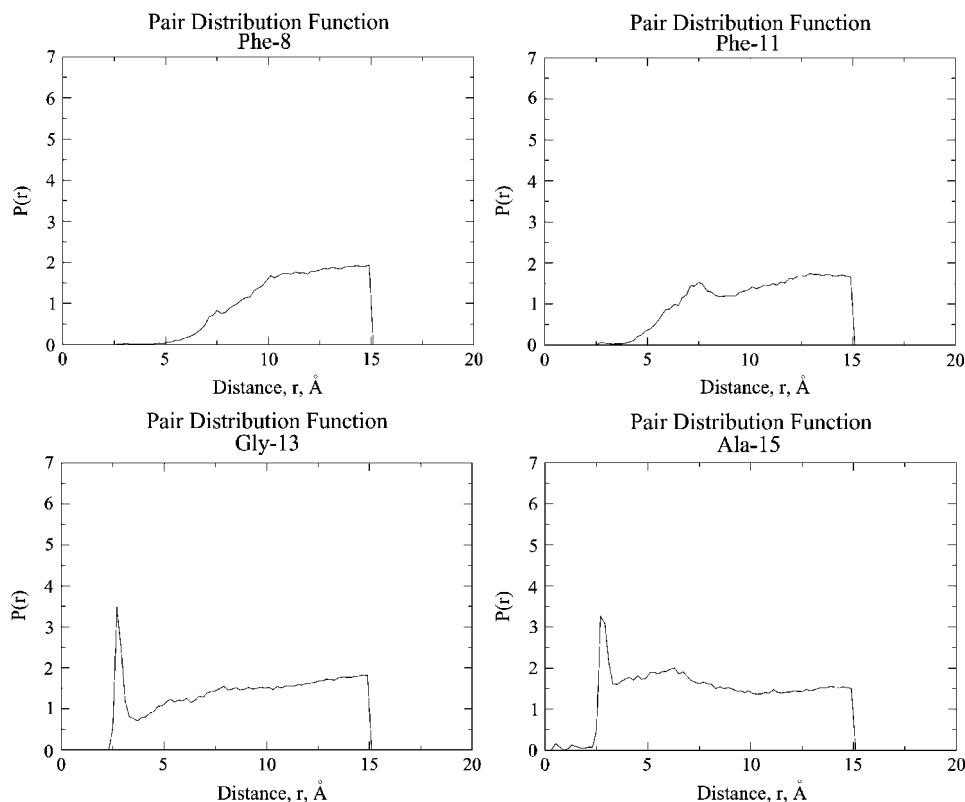 Pair Distribution Function
Phe-8
7
6
5
4
3
2
1
0
P(r)
0 5 10 15 20
Distance, r, Å
Pair Distribution Function
Phe-11
7
6
5
4
3
2
1
0
P(r)
0 5 10 15 20
Distance, r, Å
Pair Distribution Function
Gly-13
7
6
5
4
3
2
1
0
P(r)
0 5 10 15 20
Distance, r, Å
Pair Distribution Function
Ala-15
7
6
5
4
3
2
1
0
P(r)
0 5 10 15 20
Distance, r, Å